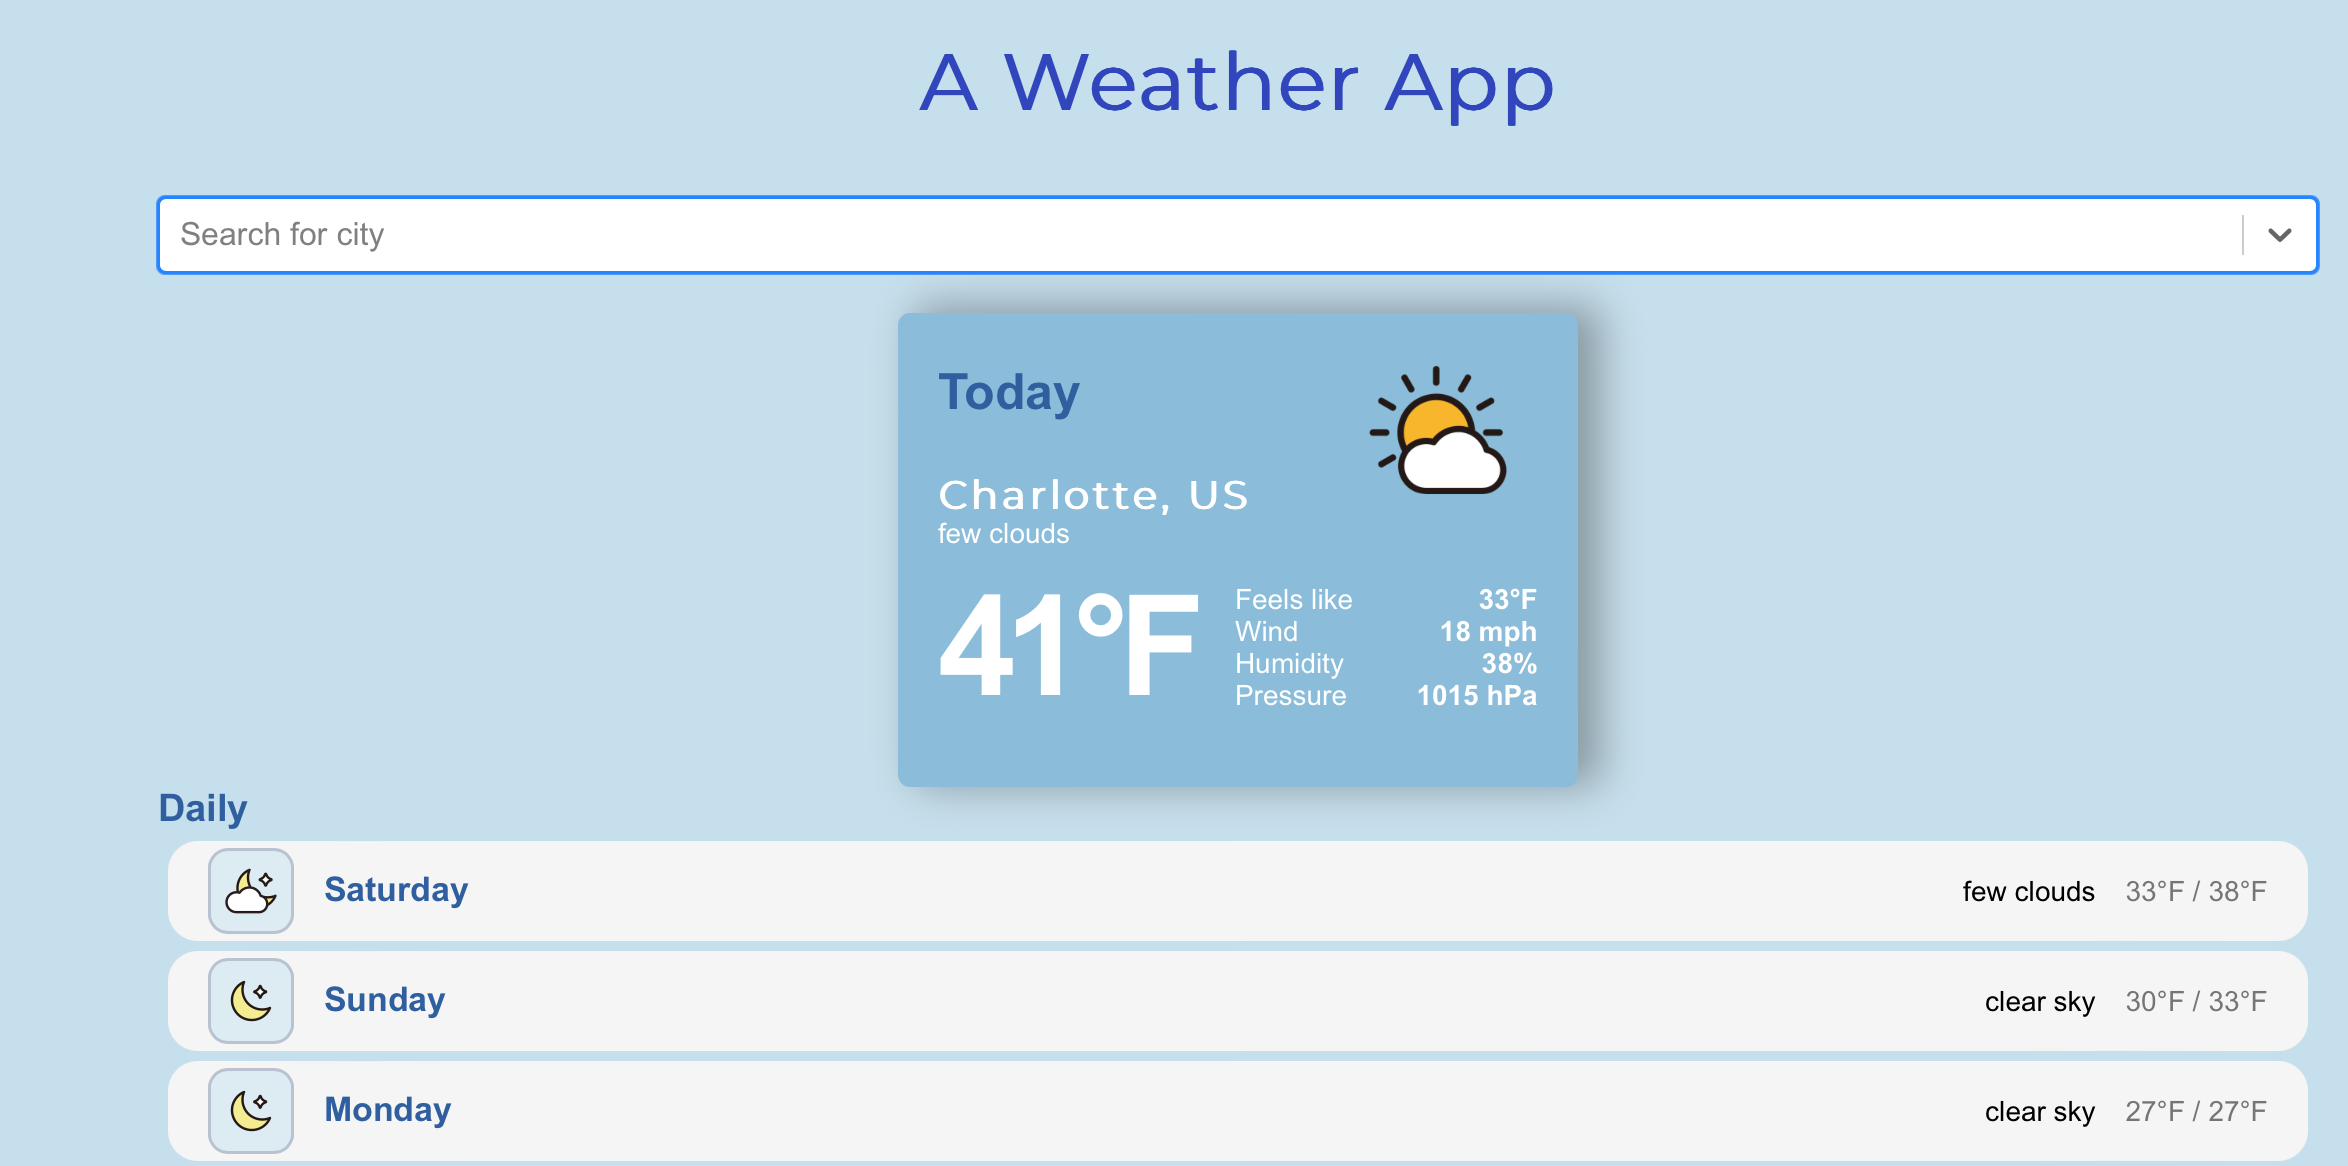 A Weather App
Search for city
Today
Charlotte, US
few clouds
41°F
Feels like 33°F
Wind 18 mph
Humidity 38%
Pressure 1015 hPa
Daily
Saturday few clouds 33°F / 38°F
Sunday clear sky 30°F / 33°F
Monday clear sky 27°F / 27°F